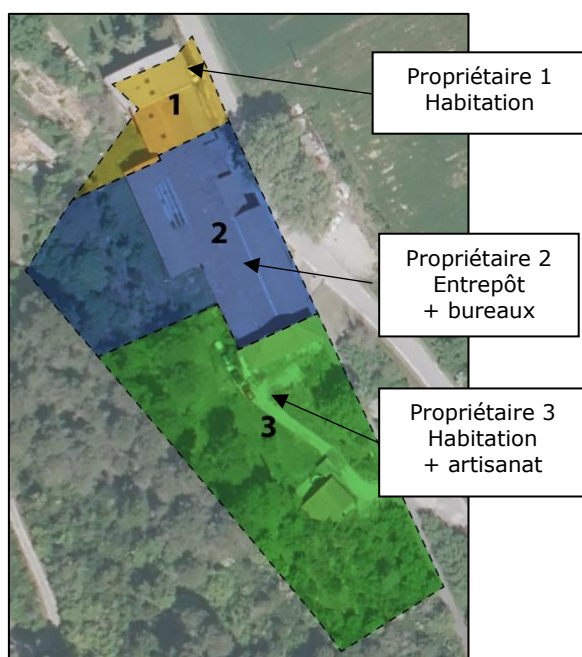 Propriétaire 1
Habitation
1
2
Propriétaire 2
Entrepôt
+ bureaux
3
Propriétaire 3
Habitation
+ artisanat